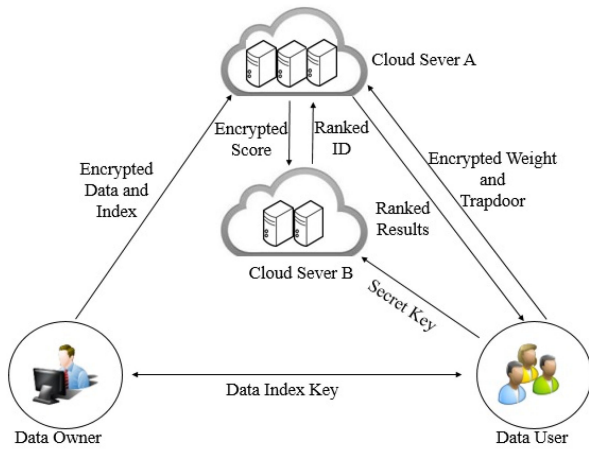 Cloud Sever A
Encrypted
Score
Ranked
ID
Encrypted
Data and
Index
Encrypted Weight
and
Trapdoor
Ranked
Results
Cloud Sever B
Secret Key
Data Index Key
Data Owner
Data User